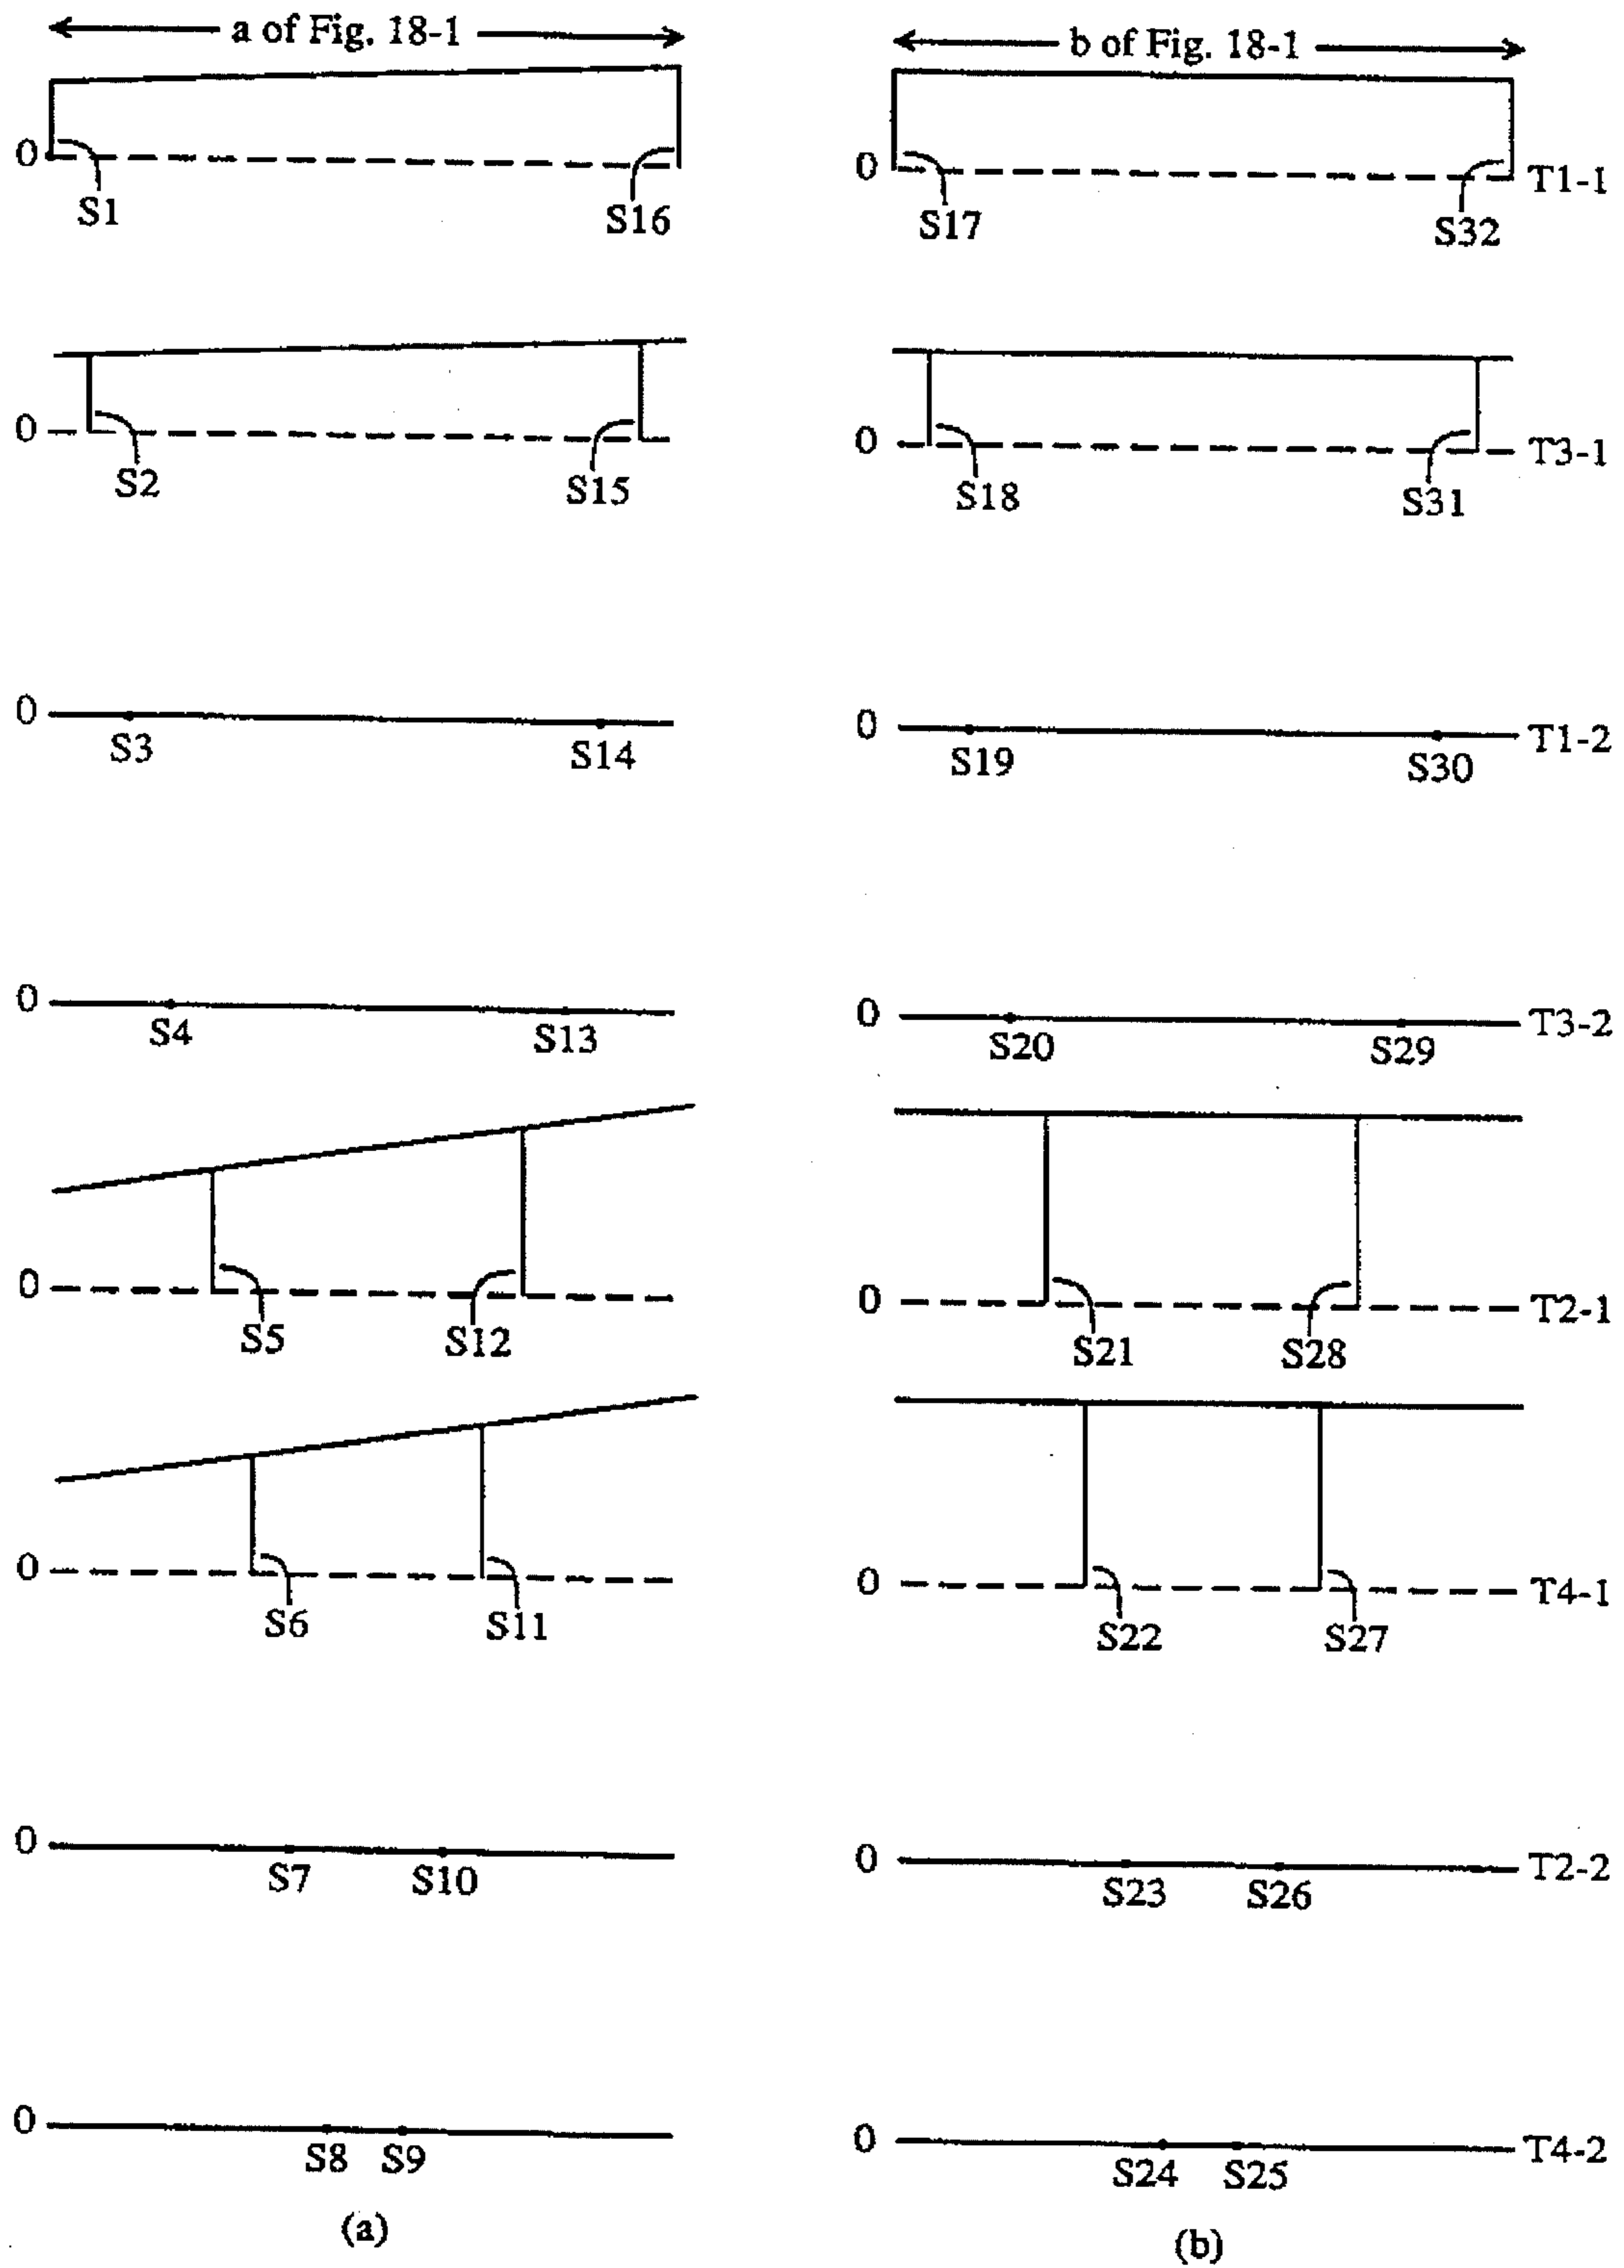 a of Fig. 18-1 b of Fig. 18-1
0 0 T1-1
S1 S16 S17 S32
0 0 T3-1
S2 S15 S18 S31
0 0 T1-2
S3 S14 S19 S30
0 0 T3-2
S4 S13 S20 S29
0 0 T2-1
S5 S12 S21 S28
0 0 T4-1
S6 S11 S22 S27
0 0 T2-2
S7 S10 S23 S26
0 0 T4-2
S8 S9 S24 S25
(a) (b)